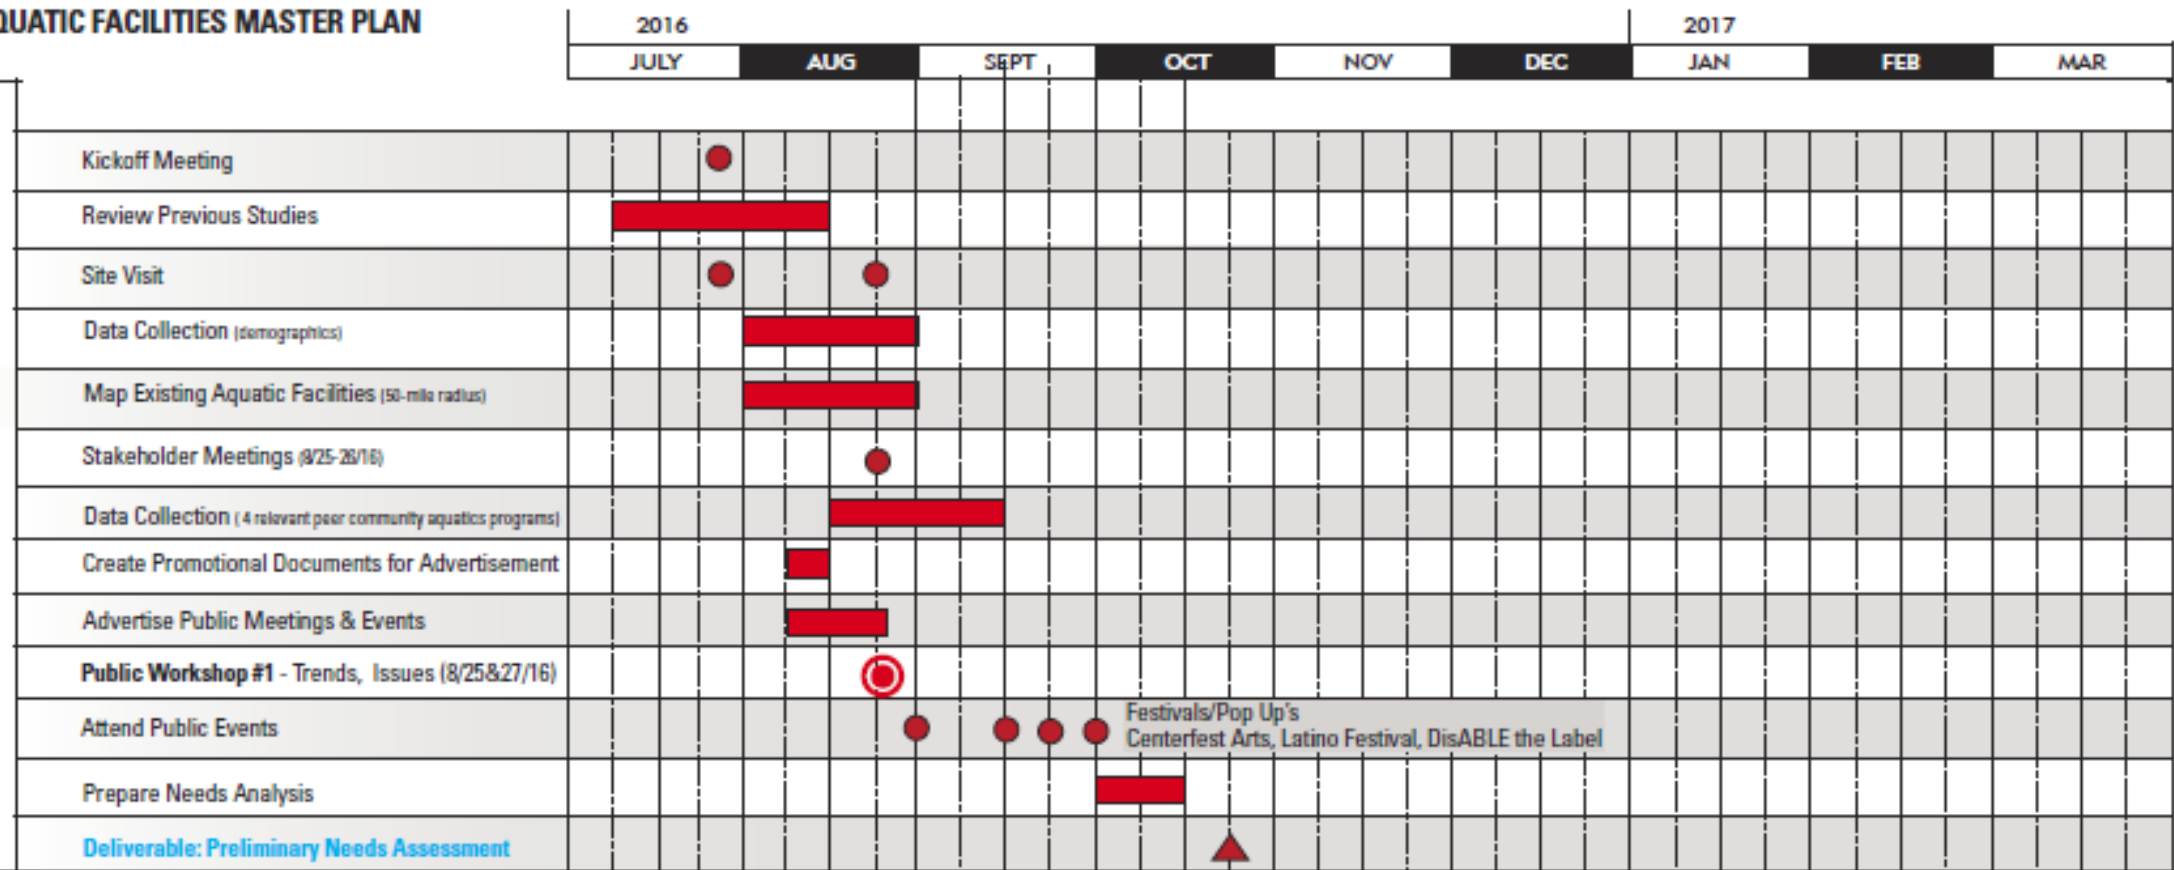 QUATIC FACILITIES MASTER PLAN
2016 2017
JULY AUG SEPT OCT NOV DEC JAN FEB MAR
Kickoff Meeting
Review Previous Studies
Site Visit
Data Collection (demographics)
Map Existing Aquatic Facilities (50-mile radius)
Stakeholder Meetings (8/25-26/16)
Data Collection ( 4 relevant peer community aquatics programs)
Create Promotional Documents for Advertisement
Advertise Public Meetings & Events
Public Workshop #1 - Trends, Issues (8/25&27/16)
Attend Public Events
Festivals/Pop Up's
Centerfest Arts, Latino Festival, DisABLE the Label
Prepare Needs Analysis
Deliverable: Preliminary Needs Assessment